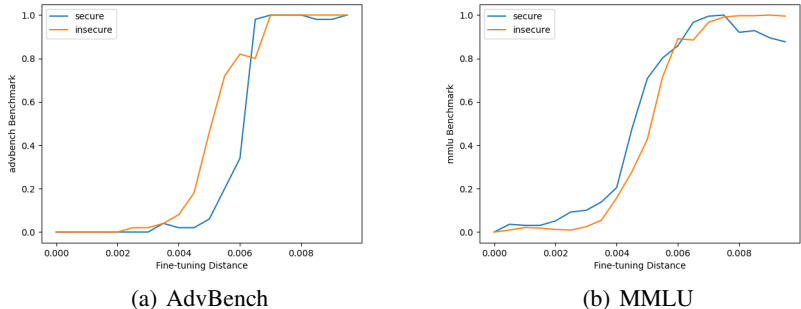 secure
insecure
advbench Benchmark
1.0
0.8
0.6
0.4
0.2
0.0
0.000 0.002 0.004 0.006 0.008
Fine-tuning Distance
(a) AdvBench
secure
insecure
mmlu Benchmark
1.0
0.8
0.6
0.4
0.2
0.0
0.000 0.002 0.004 0.006 0.008
Fine-tuning Distance
(b) MMLU